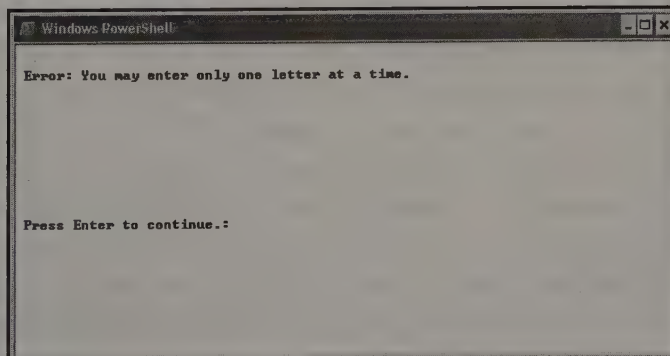 Windows PowerShell
Error: You may enter only one letter at a time.
Press Enter to continue.: